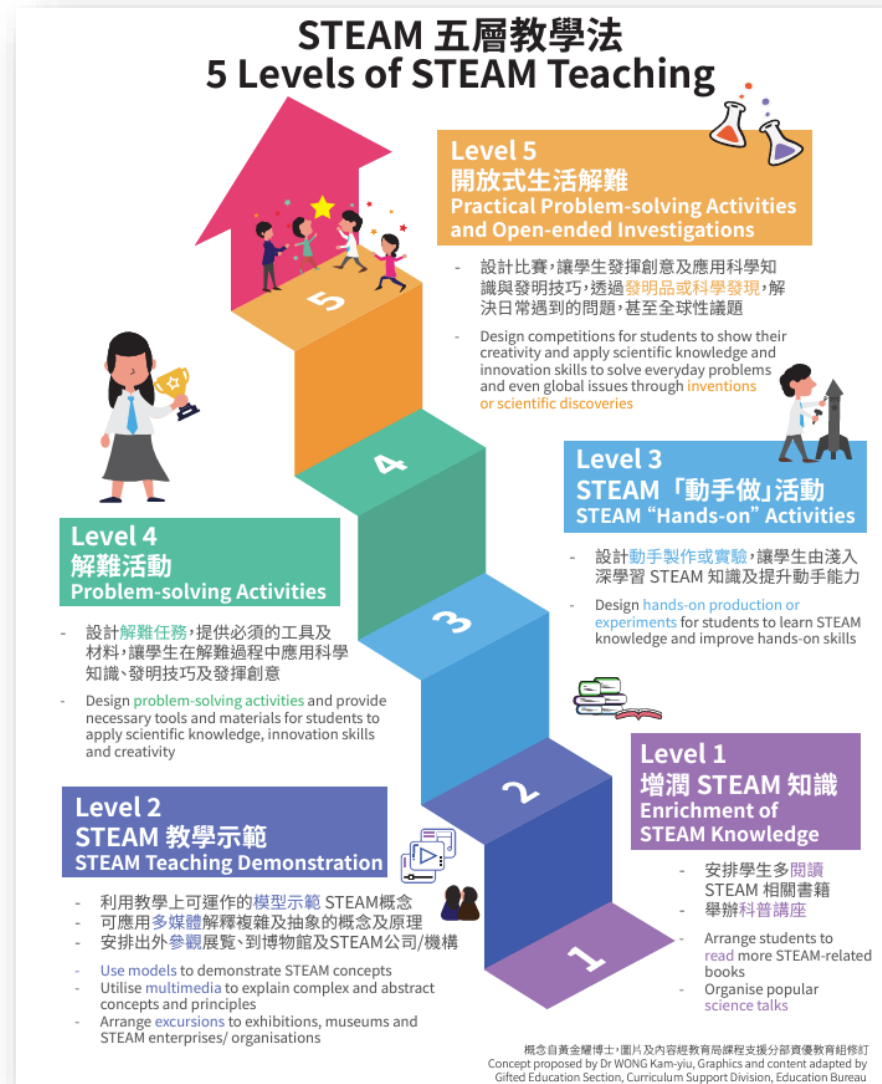 STEAM 五層教學法
5 Levels of STEAM Teaching
Level 5
開放式生活解難
Practical Problem-solving Activities
and Open-ended Investigations
- 設計比賽，讓學生發揮創意及應用科學知
識與發明技巧，透過發明品或科學發現，解
決日常遇到的問題，甚至全球性議題
- Design competitions for students to show their
creativity and apply scientific knowledge and
innovation skills to solve everyday problems
and even global issues through inventions
or scientific discoveries
5
4
Level 3
STEAM「動手做」活動
STEAM “Hands-on” Activities
- 設計動手製作或實驗，讓學生由淺入
深學習 STEAM 知識及提升動手能力
- Design hands-on production or
experiments for students to learn STEAM
knowledge and improve hands-on skills
Level 4
解難活動
Problem-solving Activities
- 設計解難任務，提供必須的工具及
材料，讓學生在解難過程中應用科學
知識、發明技巧及發揮創意
- Design problem-solving activities and provide
necessary tools and materials for students to
apply scientific knowledge, innovation skills
and creativity
3
2
Level 1
增潤 STEAM 知識
Enrichment of
STEAM Knowledge
- 安排學生多閱讀
STEAM 相關書籍
- 舉辦科普講座
- Arrange students to
read more STEAM-related
books
- Organise popular
science talks
Level 2
STEAM 教學示範
STEAM Teaching Demonstration
- 利用教學上可運作的模型示範 STEAM概念
- 可應用多媒體解釋複雜及抽象的概念及原理
- 安排出外參觀展覧、到博物館及STEAM公司/機構
- Use models to demonstrate STEAM concepts
- Utilise multimedia to explain complex and abstract
concepts and principles
- Arrange excursions to exhibitions, museums and
STEAM enterprises/ organisations
1
概念自黃金耀博士，圖片及內容經教育局課程支援分部資優教育組修訂
Concept proposed by Dr WONG Kam-yiu, Graphics and content adapted by
Gifted Education Section, Curriculum Support Division, Education Bureau